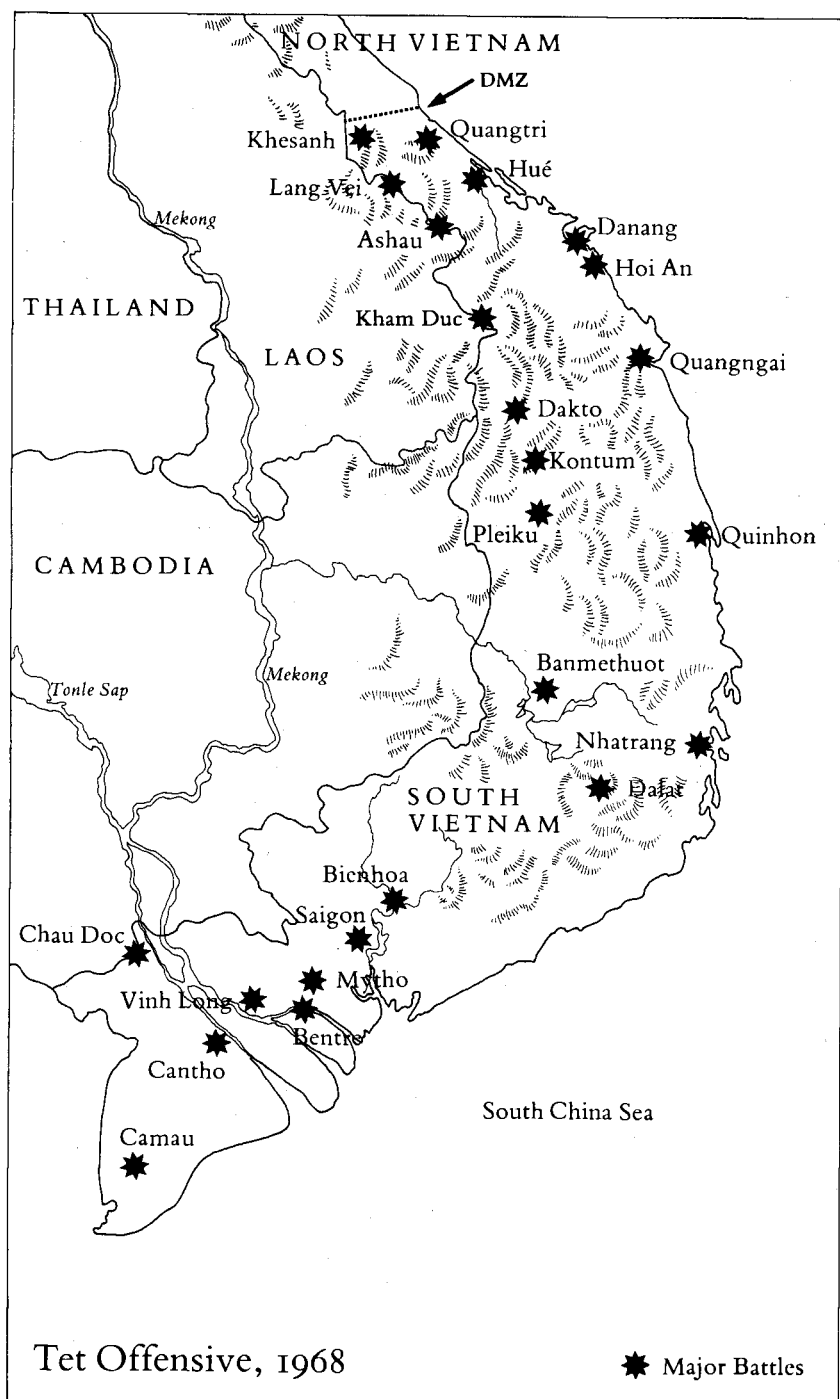 NORTH VIETNAM
DMZ
Khesanh
Quangtri
Hué
Lang Vei
Mekong
Ashau
Danang
Hoi An
THAILAND
Kham Duc
LAOS
Quangngai
Dakto
Kontum
Pleiku
Quinhon
CAMBODIA
Banmethuot
Tonle Sap
Mekong
Nhatrang
Dalat
SOUTH
VIETNAM
Bienhoa
Saigon
Chau Doc
Mytho
Vinh Long
Bentre
Cantho
South China Sea
Camau
Tet Offensive, 1968
Major Battles